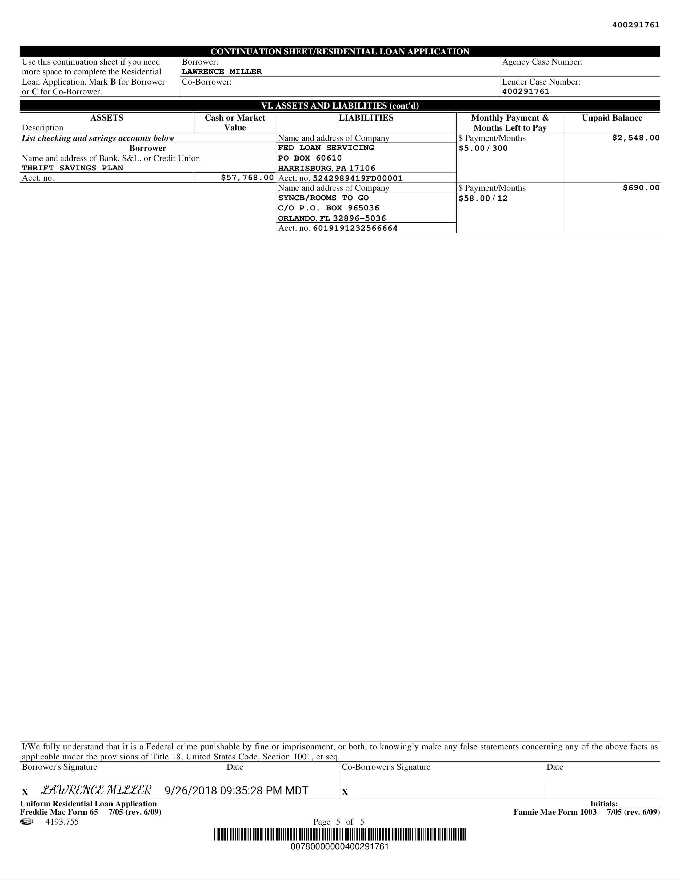 400291761
CONTINUATION SHEET/RESIDENTIAL LOAN APPLICATION
Use this continuation sheet if you need more space to complete the Residential Loan Application. Mark B for Borrower or C for Co-Borrower.
Borrower:
LAWRENCE MILLER
Co-Borrower:
Agency Case Number:
Lender Case Number:
400291761
VI. ASSETS AND LIABILITIES (cont'd)
ASSETS
Description
Cash or Market Value
LIABILITIES
Monthly Payment & Months Left to Pay
Unpaid Balance
List checking and savings accounts below
Borrower
Name and address of Bank, S&L, or Credit Union
THRIFT SAVINGS PLAN
Acct. no.
$57,768.00
Name and address of Company
FED LOAN SERVICING
PO BOX 60610
HARRISBURG, PA 17106
Acct. no. 5242989419FD00001
$ Payment/Months
$5.00/300
$2,548.00
Name and address of Company
SYNCB/ROOMS TO GO
C/O P.O. BOX 965036
ORLANDO, FL 32896-5036
Acct. no. 6019191232566664
$ Payment/Months
$58.00/12
$690.00
I/We fully understand that it is a Federal crime punishable by fine or imprisonment, or both, to knowingly make any false statements concerning any of the above facts as
applicable under the provisions of Title 18, United States Code, Section 1001, et seq.
Borrower's Signature Date Co-Borrower's Signature Date
X LAWRENCE MILLER 9/26/2018 09:35:28 PM MDT X
Uniform Residential Loan Application
Freddie Mac Form 65 7/05 (rev. 6/09)
Initials:
Fannie Mae Form 1003 7/05 (rev. 6/09)
4193.755
Page 5 of 5
0078000000400291761